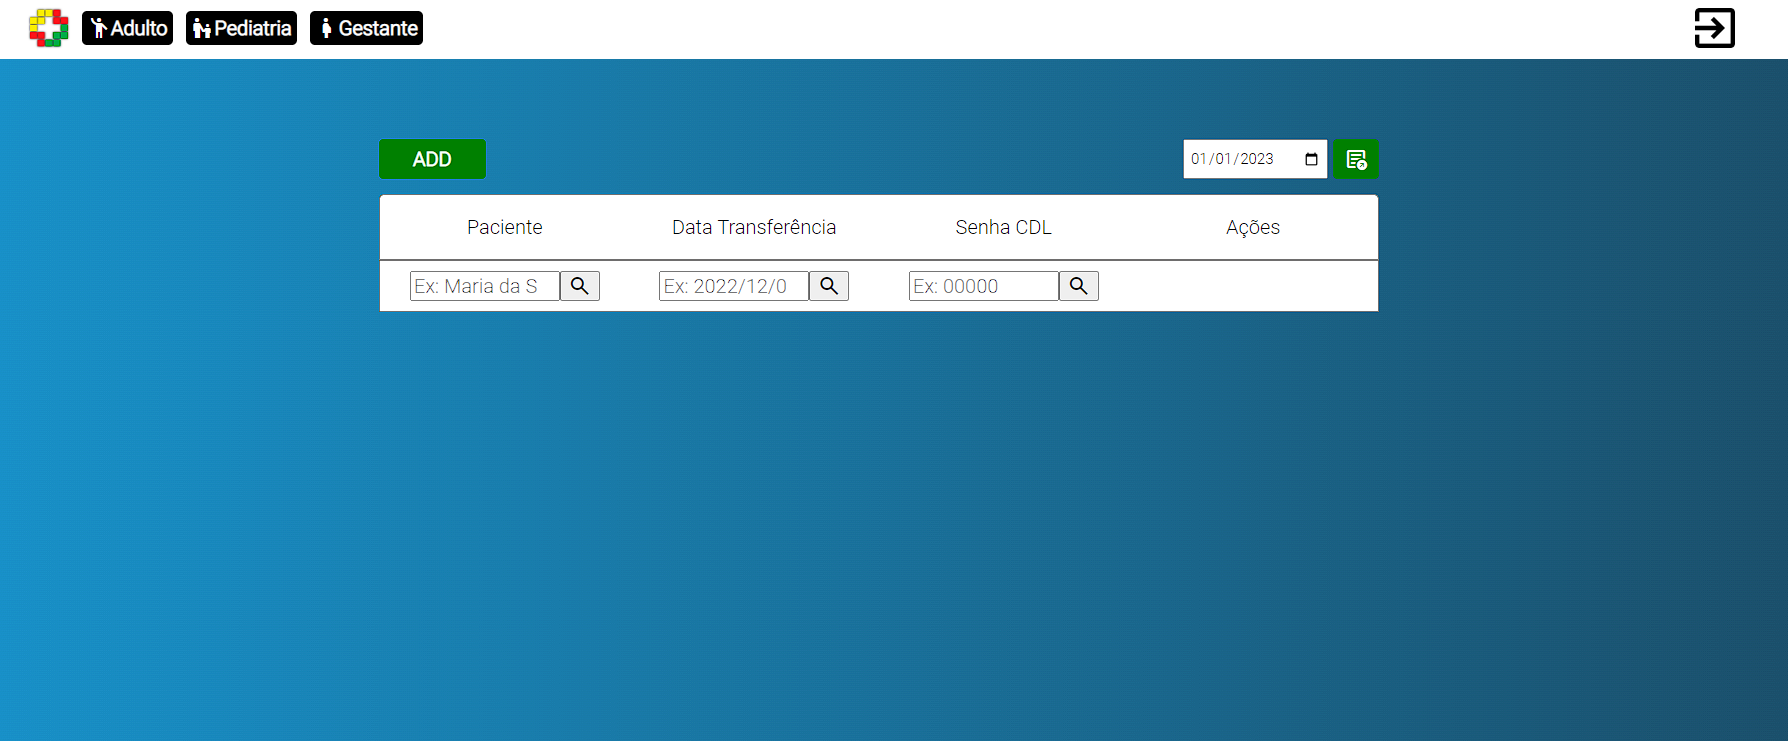 Adulto Pediatria Gestante
ADD 01/01/2023
Paciente Data Transferência Senha CDL Ações
Ex: Maria da S Ex: 2022/12/0 Ex: 00000